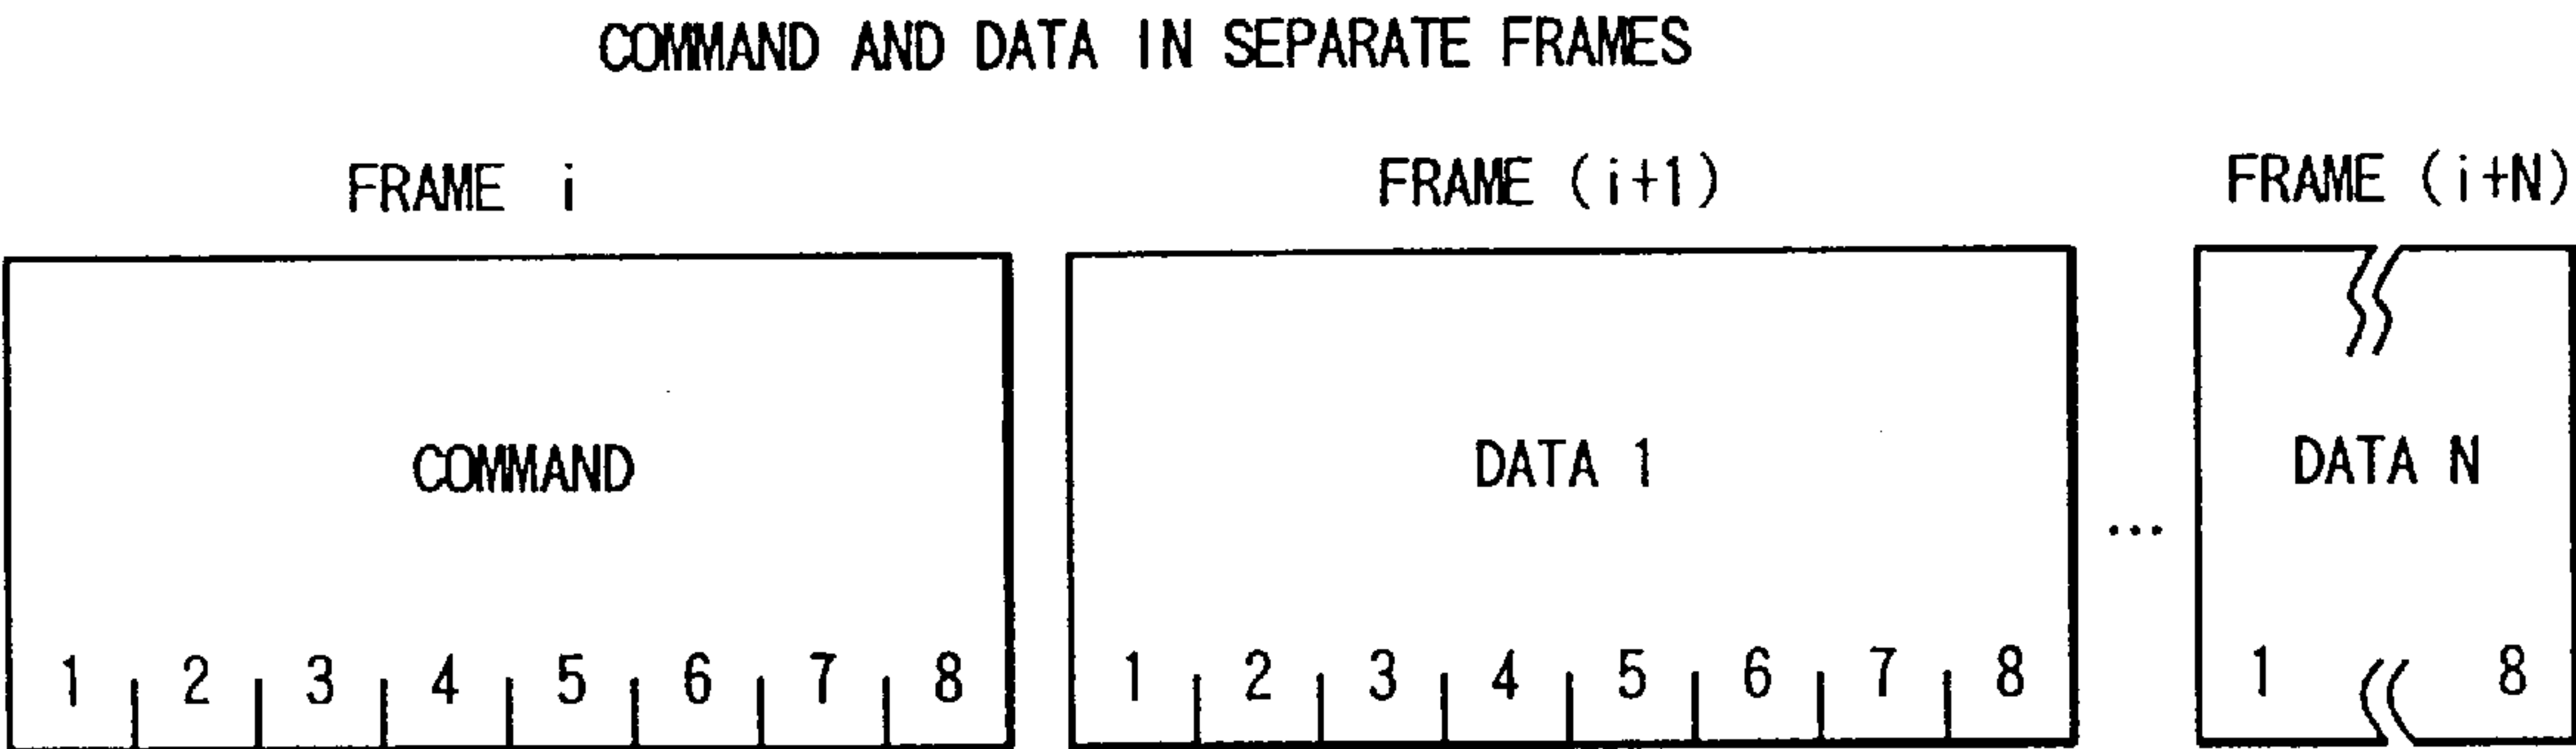 COMMAND AND DATA IN SEPARATE FRAMES
FRAME i FRAME (i+1) FRAME (i+N)
COMMAND DATA 1 ... DATA N
1 2 3 4 5 6 7 8 1 2 3 4 5 6 7 8 1 8